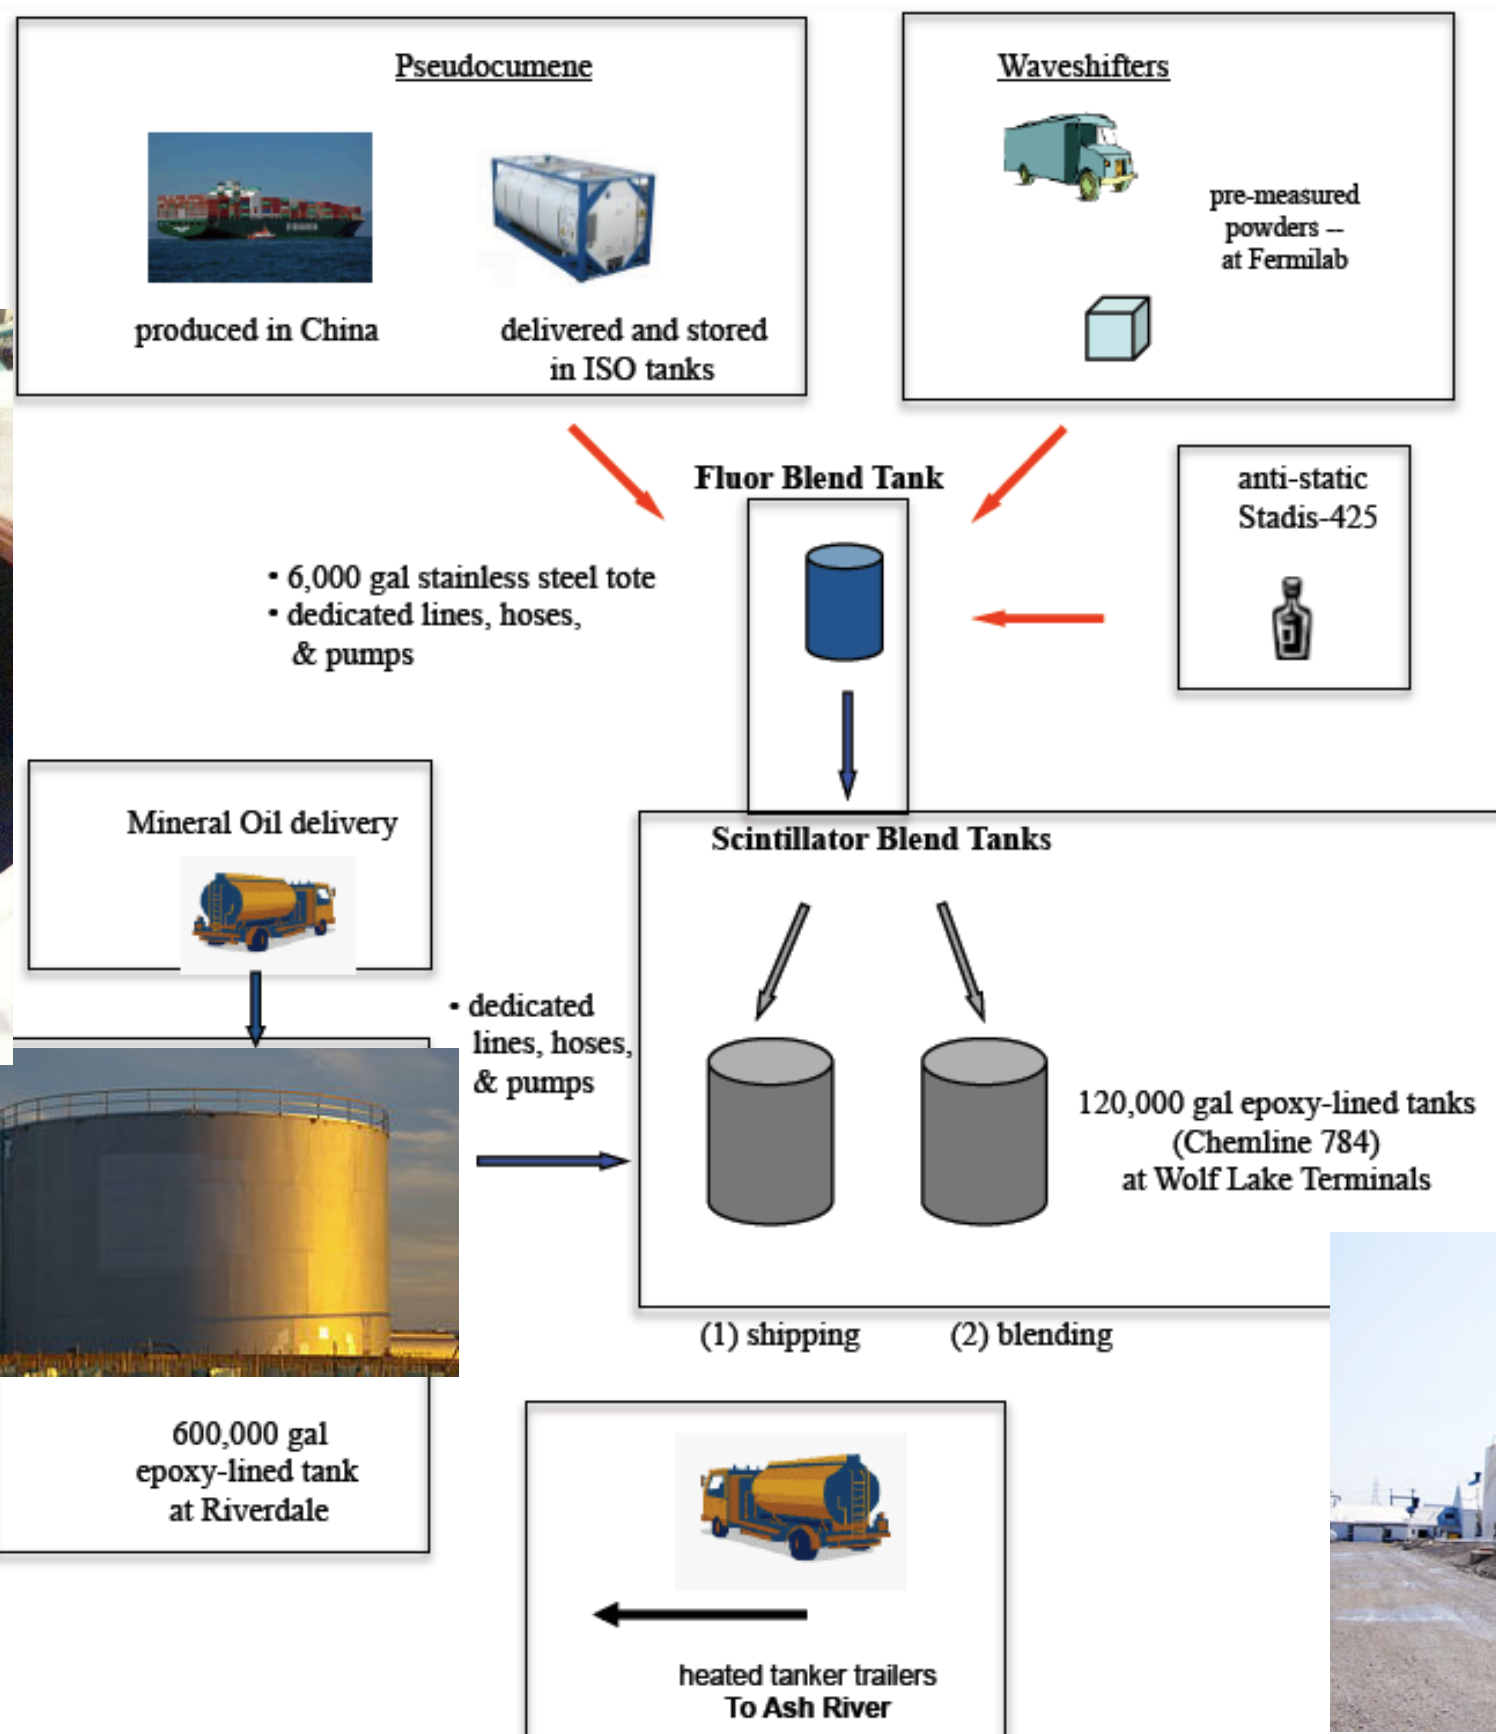 Pseudocumene
produced in China
delivered and stored
in ISO tanks
Waveshifters
pre-measured
powders --
at Fermilab
Fluor Blend Tank
anti-static
Stadis-425
• 6,000 gal stainless steel tote
• dedicated lines, hoses,
& pumps
Mineral Oil delivery
Scintillator Blend Tanks
• dedicated
lines, hoses,
& pumps
120,000 gal epoxy-lined tanks
(Chemline 784)
at Wolf Lake Terminals
(1) shipping
(2) blending
600,000 gal
epoxy-lined tank
at Riverdale
heated tanker trailers
To Ash River